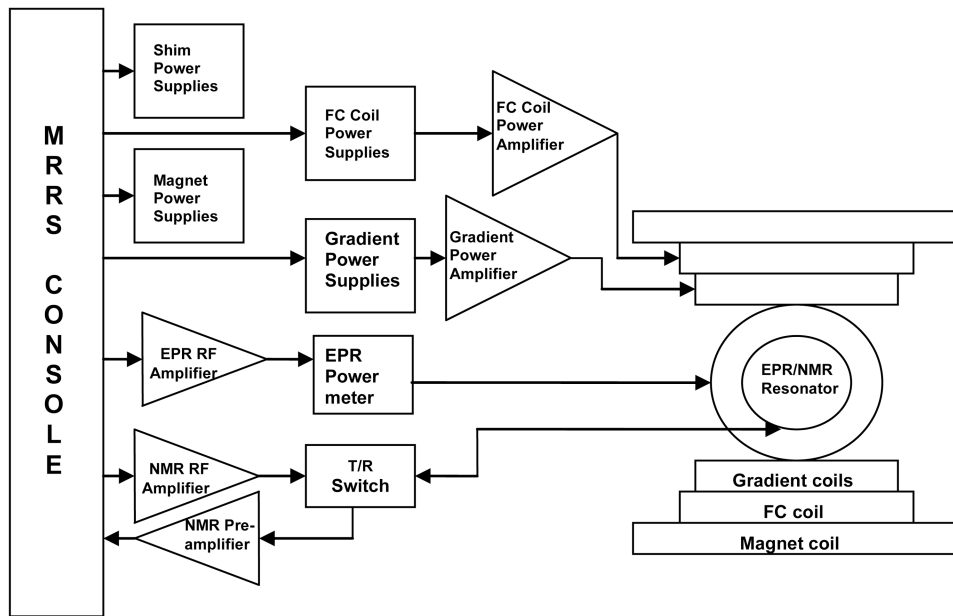 MRRS CONSOLE
Shim
Power
Supplies
FC Coil
Power
Supplies
FC Coil
Power
Amplifier
Magnet
Power
Supplies
Gradient
Power
Supplies
Gradient
Power
Amplifier
EPR RF
Amplifier
EPR
Power
meter
EPR/NMR
Resonator
NMR RF
Amplifier
T/R
Switch
NMR Pre-
amplifier
Gradient coils
FC coil
Magnet coil